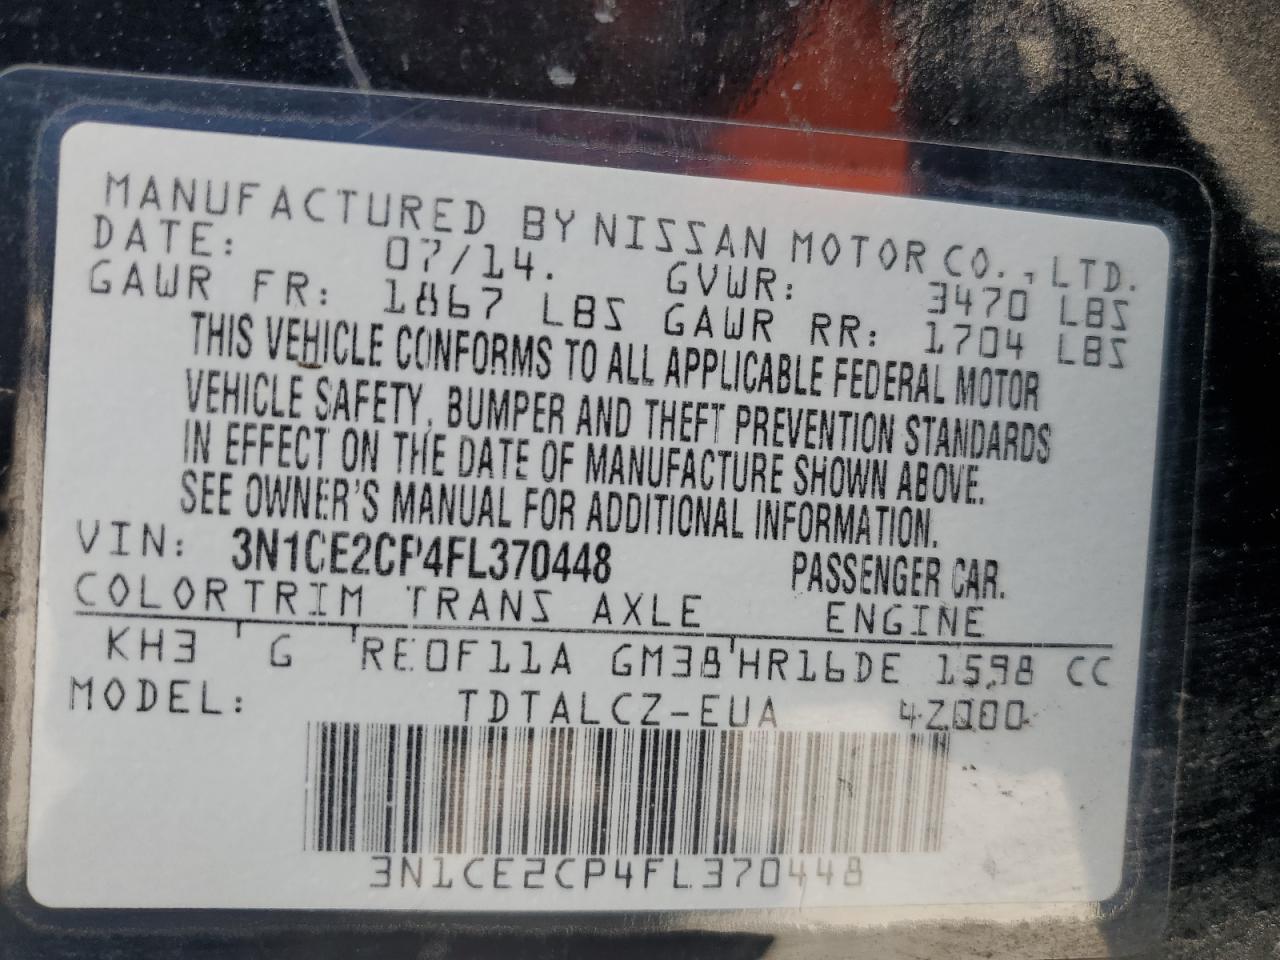 MANUFACTURED BY NISSAN MOTOR CO., LTD.
DATE: 07/14. GVWR: 3470 LBS
GAWR FR: 1867 LBS GAWR RR: 1704 LBS
THIS VEHICLE CONFORMS TO ALL APPLICABLE FEDERAL MOTOR
VEHICLE SAFETY, BUMPER AND THEFT PREVENTION STANDARDS
IN EFFECT ON THE DATE OF MANUFACTURE SHOWN ABOVE.
SEE OWNER'S MANUAL FOR ADDITIONAL INFORMATION.
VIN: 3N1CE2CP4FL370448 PASSENGER CAR.
COLOR TRIM TRANS AXLE ENGINE
KH3 G RE0F11A GM38 HR16DE 1598 CC
MODEL: TDTALCZ-EUA
3N1CE2CP4FL370448